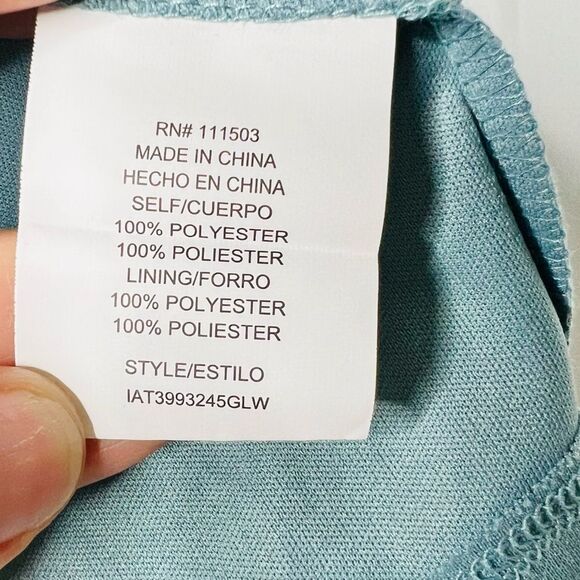 RN# 111503
MADE IN CHINA
HECHO EN CHINA
SELF/CUERPO
100% POLYESTER
100% POLIESTER
LINING/FORRO
100% POLYESTER
100% POLIESTER
STYLE/ESTILO
IAT3993245GLW